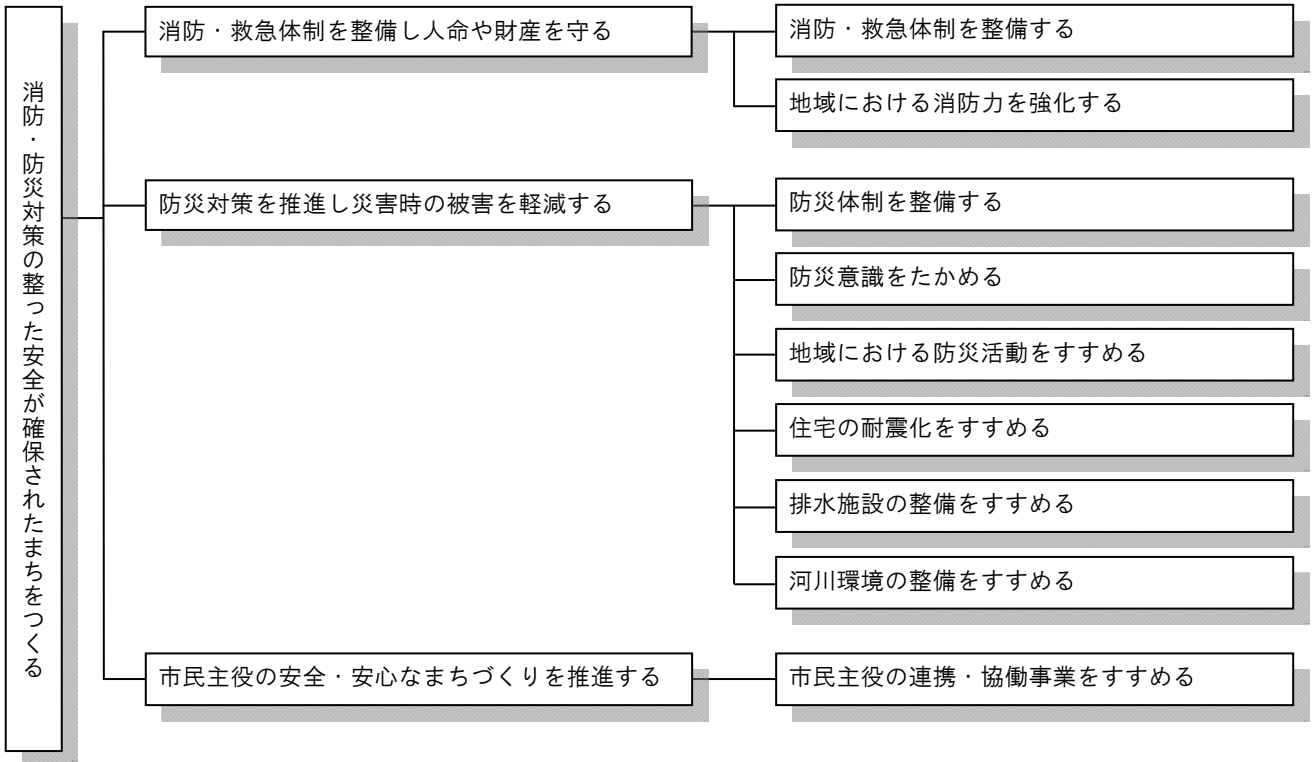 消防・防災対策の整った安全が確保されたまちをつくる
消防・救急体制を整備し人命や財産を守る
消防・救急体制を整備する
地域における消防力を強化する
防災対策を推進し災害時の被害を軽減する
防災体制を整備する
防災意識をたかめる
地域における防災活動をすすめる
住宅の耐震化をすすめる
排水施設の整備をすすめる
河川環境の整備をすすめる
市民主役の安全・安心なまちづくりを推進する
市民主役の連携・協働事業をすすめる